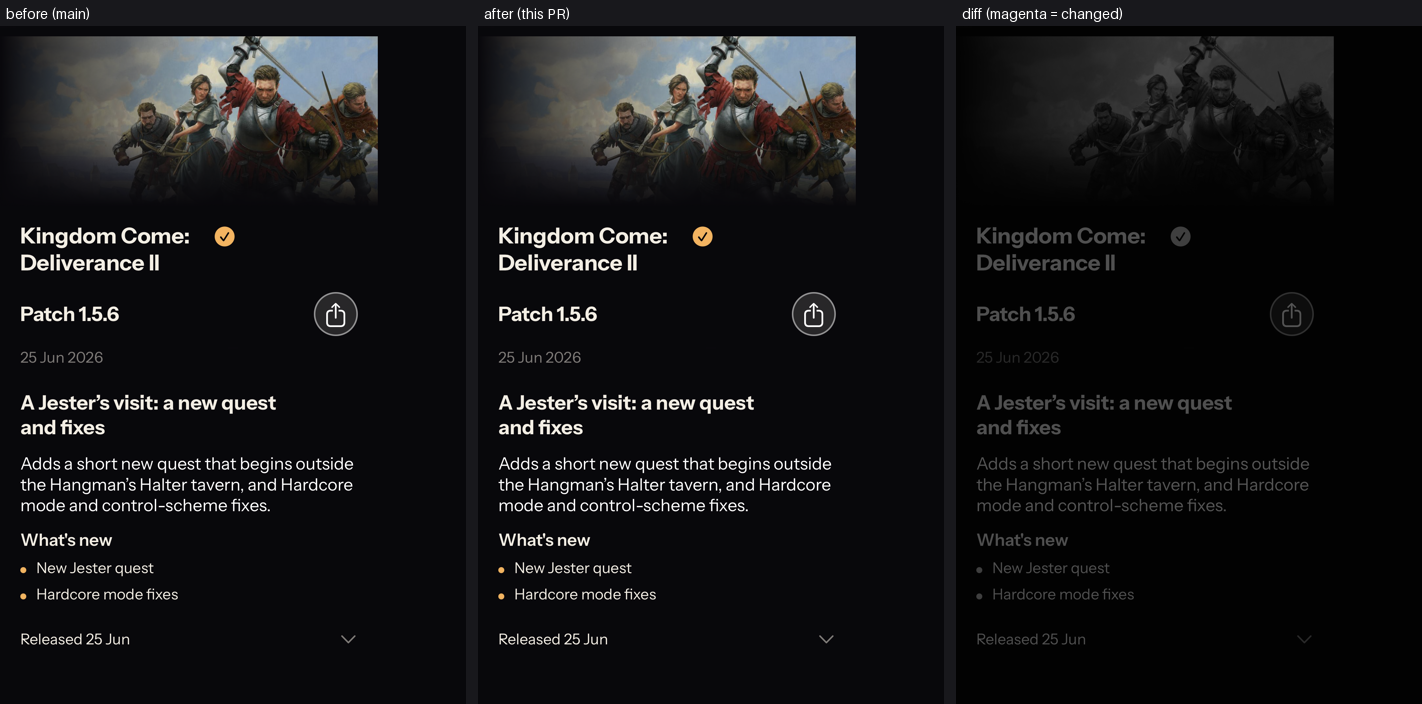 before (main)
after (this PR)
diff (magenta = changed)
Kingdom Come:
Deliverance II
Patch 1.5.6
25 Jun 2026
A Jester’s visit: a new quest
and fixes
Adds a short new quest that begins outside
the Hangman’s Halter tavern, and Hardcore
mode and control-scheme fixes.
What's new
New Jester quest
Hardcore mode fixes
Released 25 Jun
Kingdom Come:
Deliverance II
Patch 1.5.6
25 Jun 2026
A Jester’s visit: a new quest
and fixes
Adds a short new quest that begins outside
the Hangman’s Halter tavern, and Hardcore
mode and control-scheme fixes.
What's new
New Jester quest
Hardcore mode fixes
Released 25 Jun
Kingdom Come:
Deliverance II
Patch 1.5.6
25 Jun 2026
A Jester’s visit: a new quest
and fixes
Adds a short new quest that begins outside
the Hangman’s Halter tavern, and Hardcore
mode and control-scheme fixes.
What's new
New Jester quest
Hardcore mode fixes
Released 25 Jun